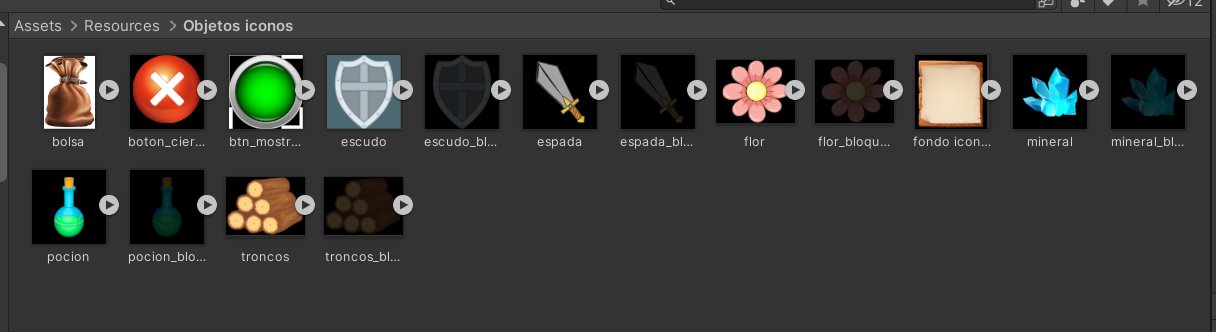 12
Assets > Resources > Objetos iconos
bolsa boton_cier... btn_mostr... escudo escudo_bl... espada espada_bl... flor flor_bloqu... fondo icon... mineral mineral_bl...
pocion pocion_blo... troncos troncos_bl...